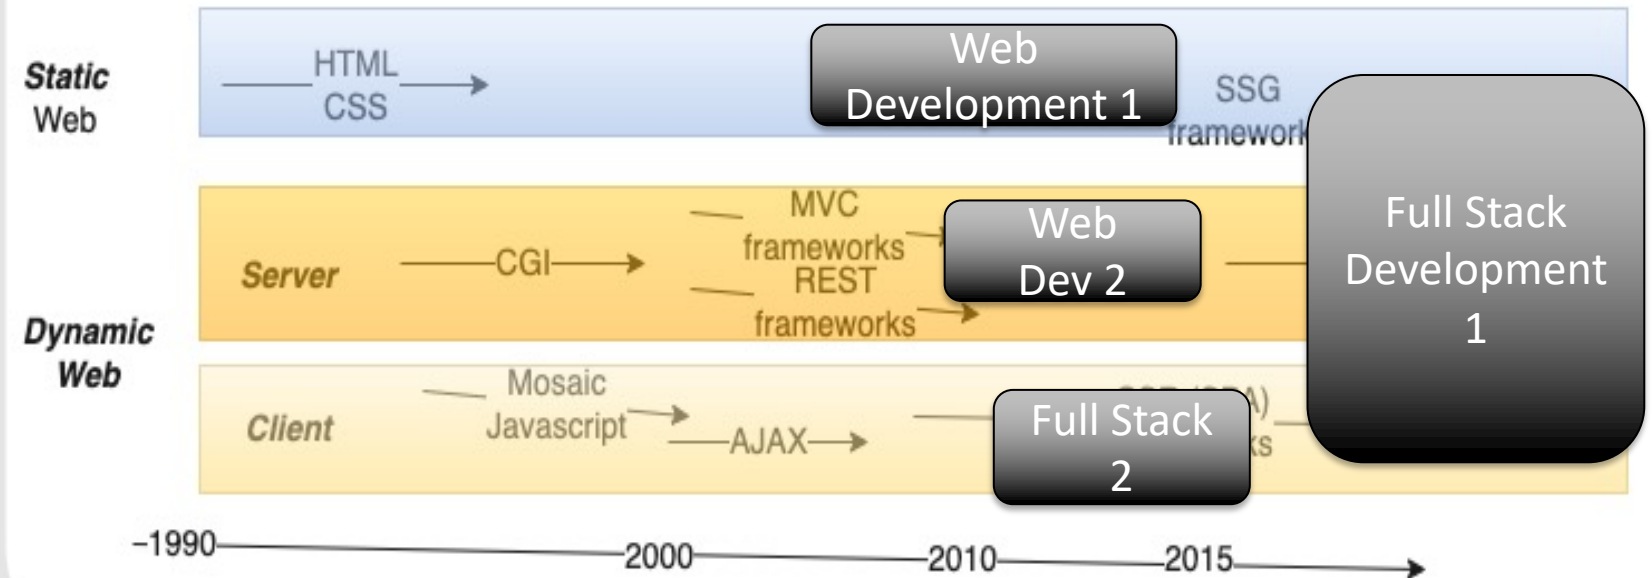 Static
Web
HTML
CSS
Web
Development 1
SSG
framework
Full Stack
Development
1
Dynamic
Web
Server
CGI
MVC
frameworks
REST
frameworks
Web
Dev 2
Client
Mosaic
Javascript
AJAX
Full Stack
2
–1990
2000
2010
2015